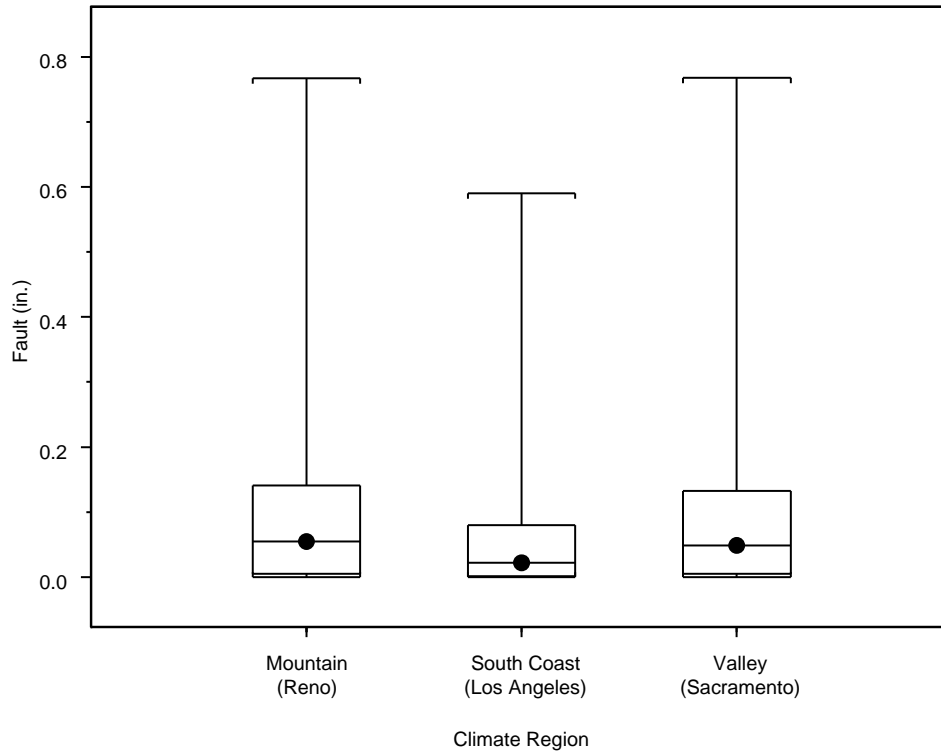 0.8
0.6
0.4
0.2
0.0
Fault (in.)
Mountain
(Reno)
South Coast
(Los Angeles)
Valley
(Sacramento)
Climate Region